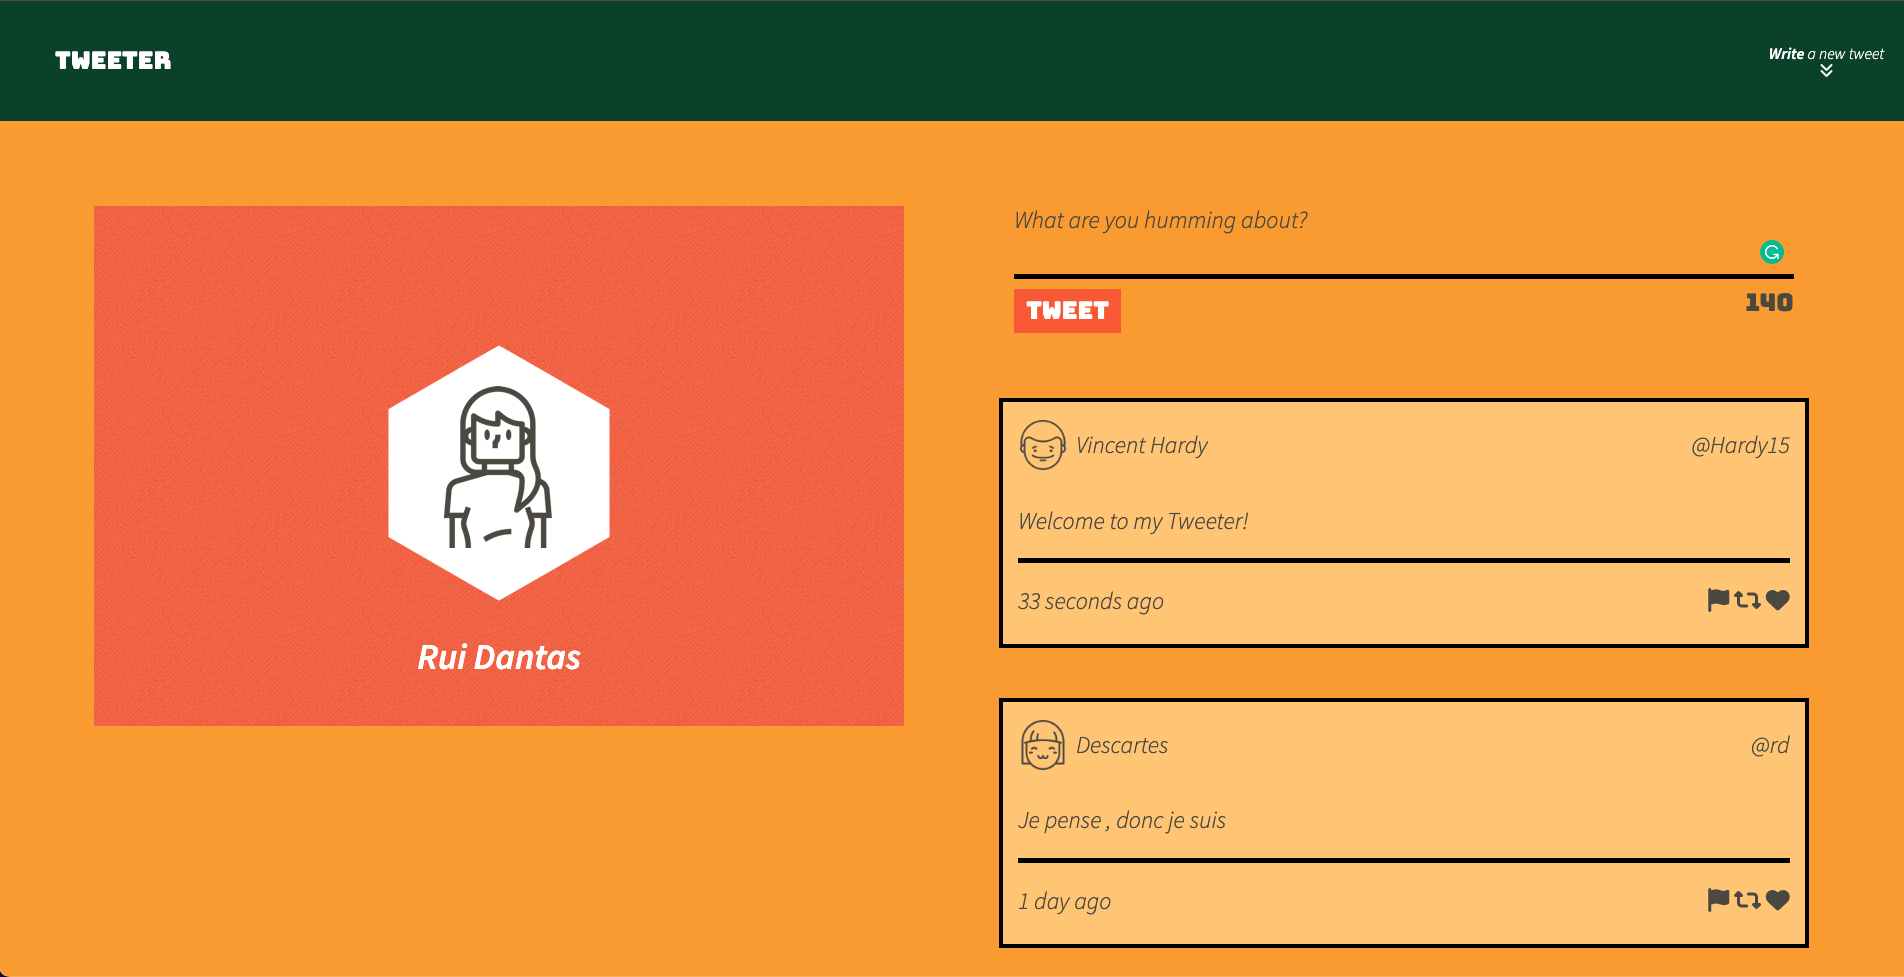 TWEETER
Write a new tweet
Rui Dantas
What are you humming about?
TWEET
140
Vincent Hardy
@Hardy15
Welcome to my Tweeter!
33 seconds ago
Descartes
@rd
Je pense , donc je suis
1 day ago